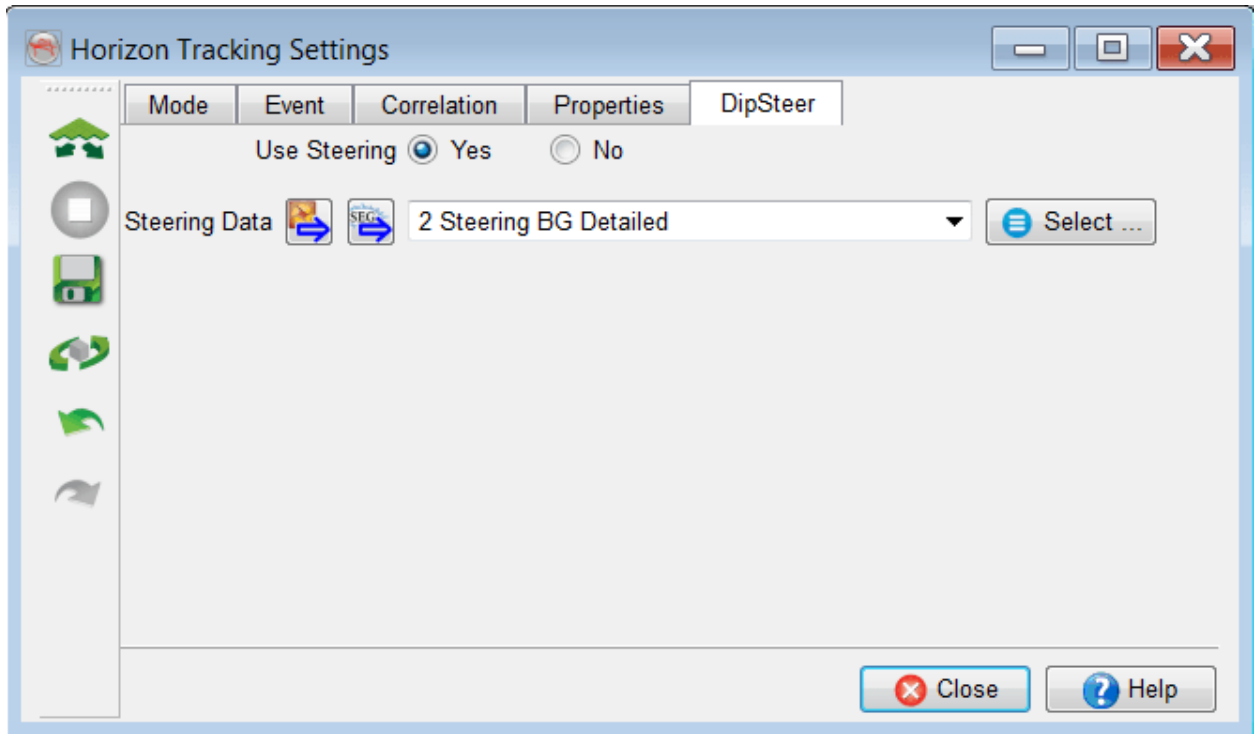 Horizon Tracking Settings
Mode Event Correlation Properties DipSteer
Use Steering Yes No
Steering Data SEG 2 Steering BG Detailed Select ...
Close Help